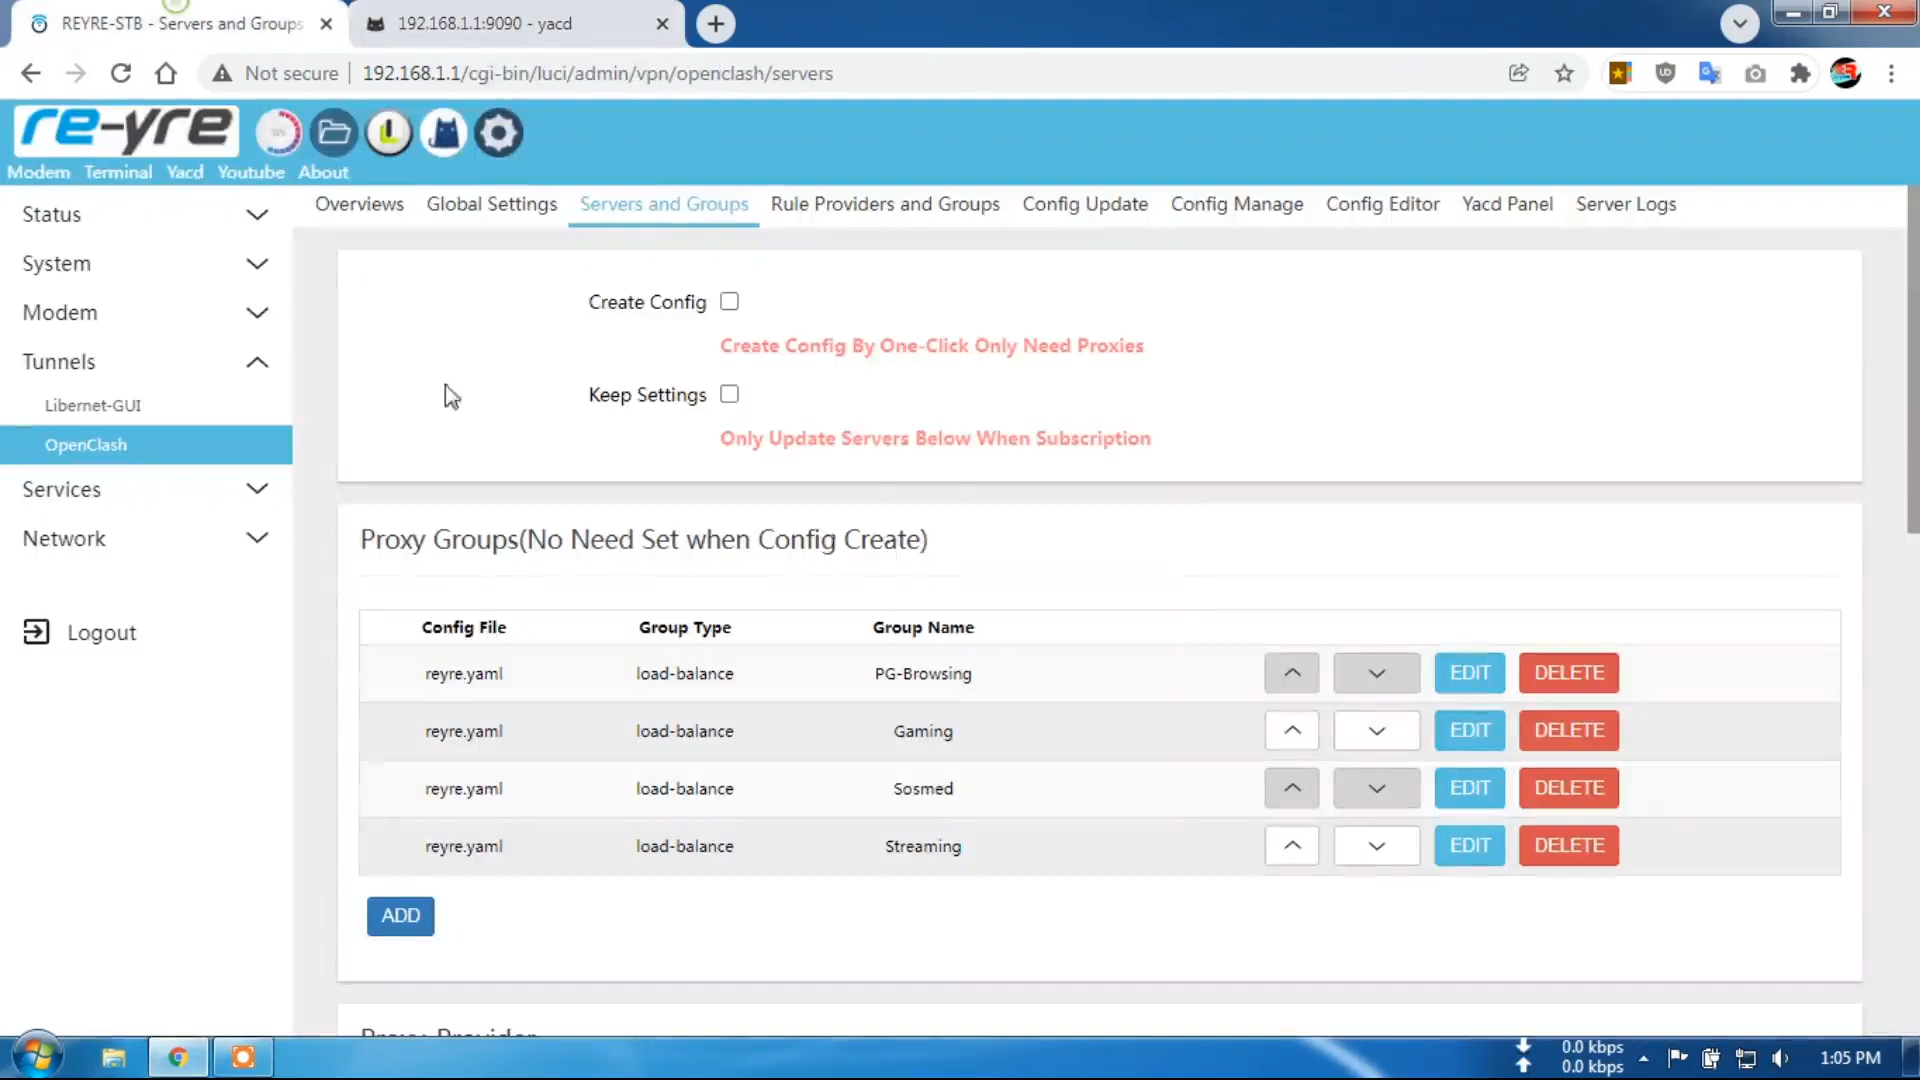 REYRE-STB - Servers and Groups
192.168.1.1:9090 - yacd
Not secure 192.168.1.1/cgi-bin/luci/admin/vpn/openclash/servers
re-yre
Modem Terminal Yacd Youtube About
Overviews Global Settings Servers and Groups Rule Providers and Groups Config Update Config Manage Config Editor Yacd Panel Server Logs
Status
System
Modem
Tunnels
Libernet-GUI
OpenClash
Services
Network
Logout
Create Config
Create Config By One-Click Only Need Proxies
Keep Settings
Only Update Servers Below When Subscription
Proxy Groups(No Need Set when Config Create)
Config File Group Type Group Name
reyre.yaml load-balance PG-Browsing EDIT DELETE
reyre.yaml load-balance Gaming EDIT DELETE
reyre.yaml load-balance Sosmed EDIT DELETE
reyre.yaml load-balance Streaming EDIT DELETE
ADD
0.0 kbps
0.0 kbps
1:05 PM